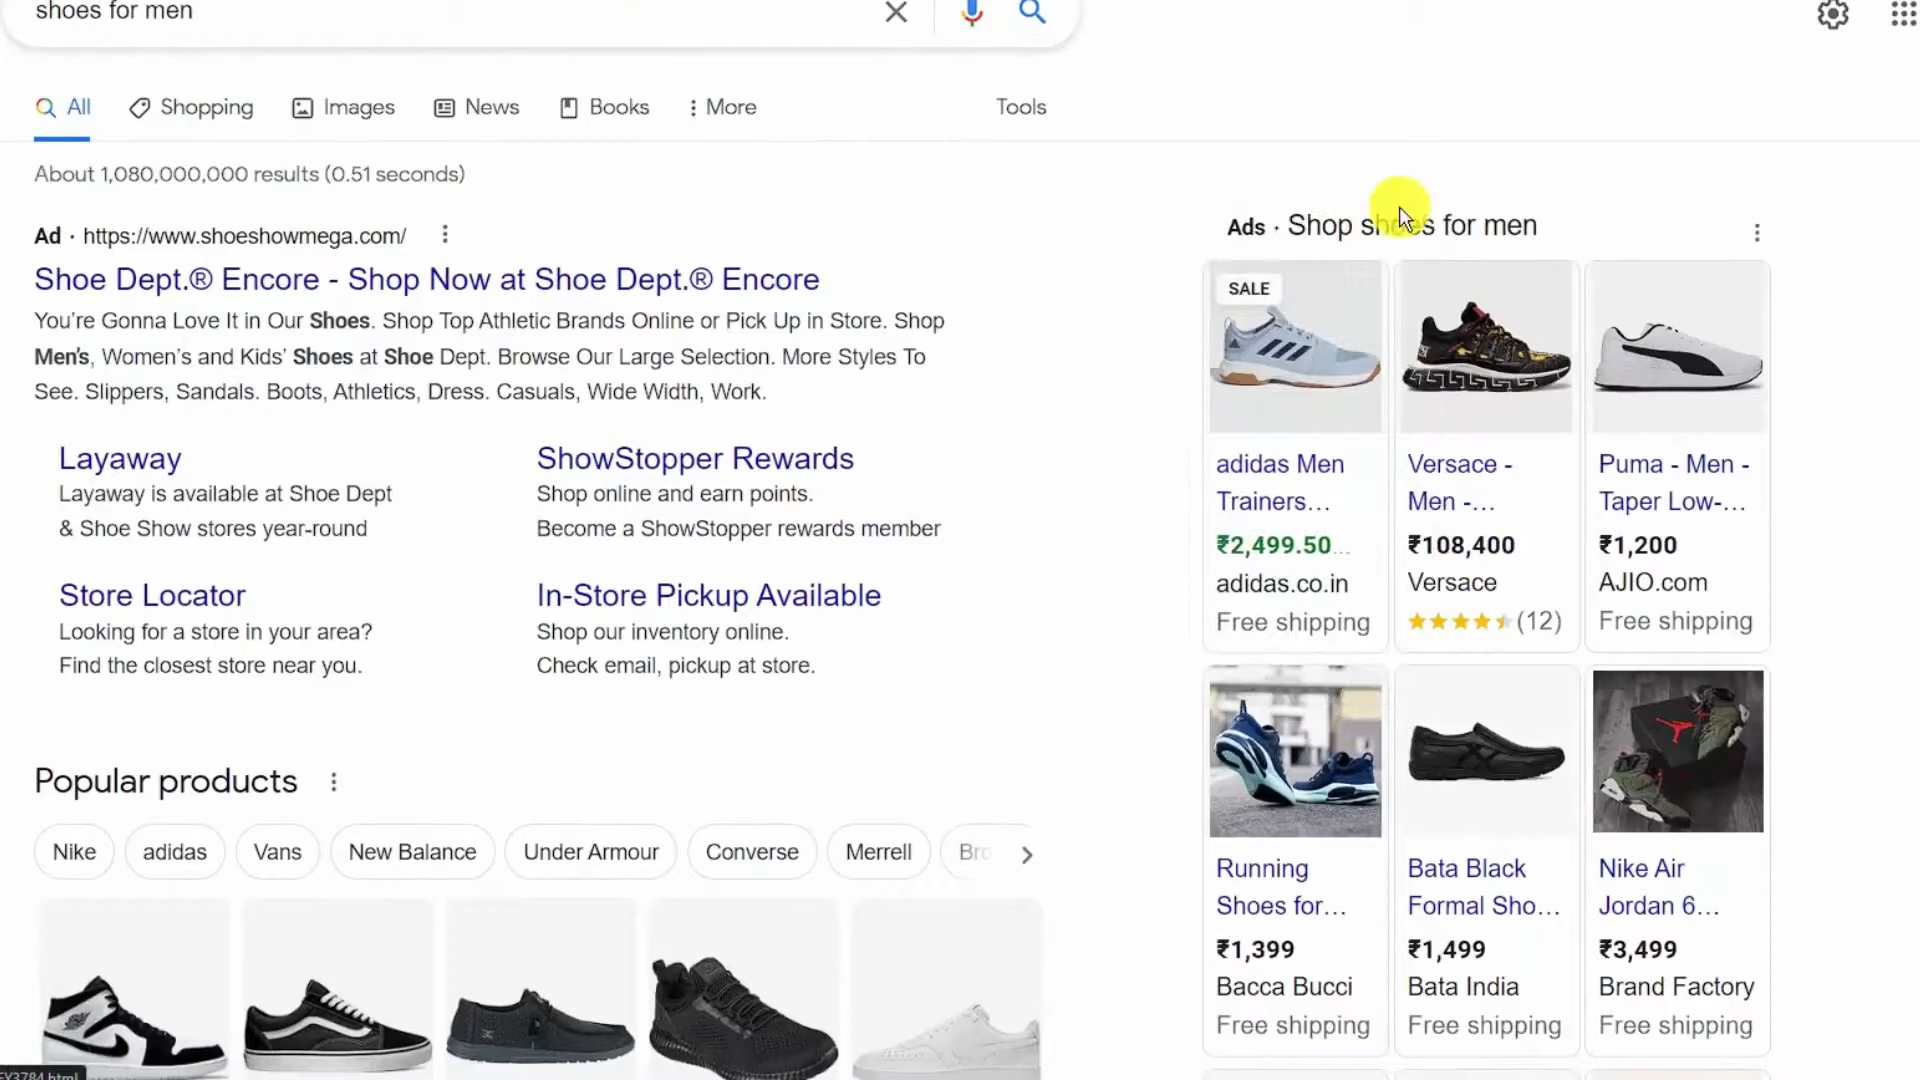 shoes for men
All
Shopping
Images
News
Books
More
Tools
About 1,080,000,000 results (0.51 seconds)
Ad · https://www.shoeshowmega.com/
Shoe Dept.® Encore - Shop Now at Shoe Dept.® Encore
You’re Gonna Love It in Our Shoes. Shop Top Athletic Brands Online or Pick Up in Store. Shop
Men’s, Women’s and Kids’ Shoes at Shoe Dept. Browse Our Large Selection. More Styles To
See. Slippers, Sandals. Boots, Athletics, Dress. Casuals, Wide Width, Work.
Layaway
Layaway is available at Shoe Dept
& Shoe Show stores year-round
ShowStopper Rewards
Shop online and earn points.
Become a ShowStopper rewards member
Store Locator
Looking for a store in your area?
Find the closest store near you.
In-Store Pickup Available
Shop our inventory online.
Check email, pickup at store.
Popular products
Nike
adidas
Vans
New Balance
Under Armour
Converse
Merrell
Bro
Ads · Shop shoes for men
SALE
adidas Men
Trainers…
₹2,499.50…
adidas.co.in
Free shipping
Versace -
Men -…
₹108,400
Versace
(12)
Puma - Men -
Taper Low-…
₹1,200
AJIO.com
Free shipping
Running
Shoes for…
₹1,399
Bacca Bucci
Free shipping
Bata Black
Formal Sho…
₹1,499
Bata India
Free shipping
Nike Air
Jordan 6…
₹3,499
Brand Factory
Free shipping